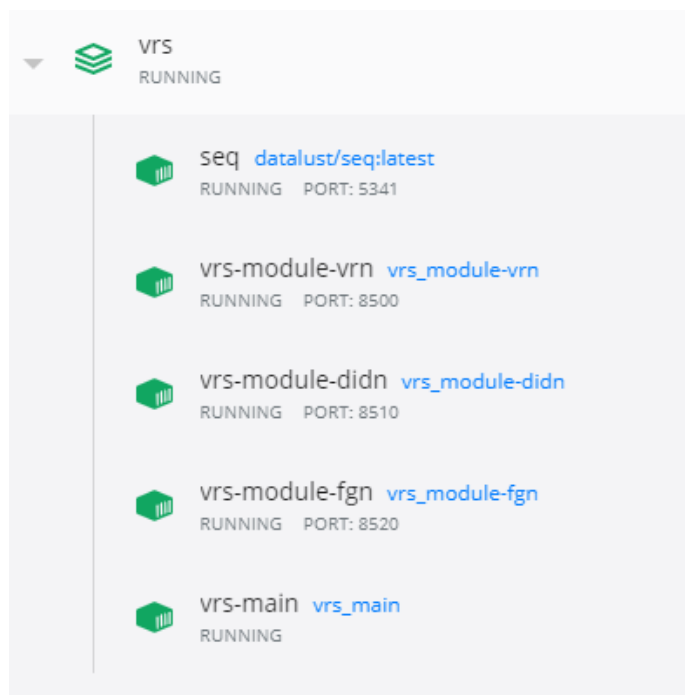 vrs
RUNNING
seq datalust/seq:latest
RUNNING PORT: 5341
vrs-module-vrn vrs_module-vrn
RUNNING PORT: 8500
vrs-module-didn vrs_module-didn
RUNNING PORT: 8510
vrs-module-fgn vrs_module-fgn
RUNNING PORT: 8520
vrs-main vrs_main
RUNNING